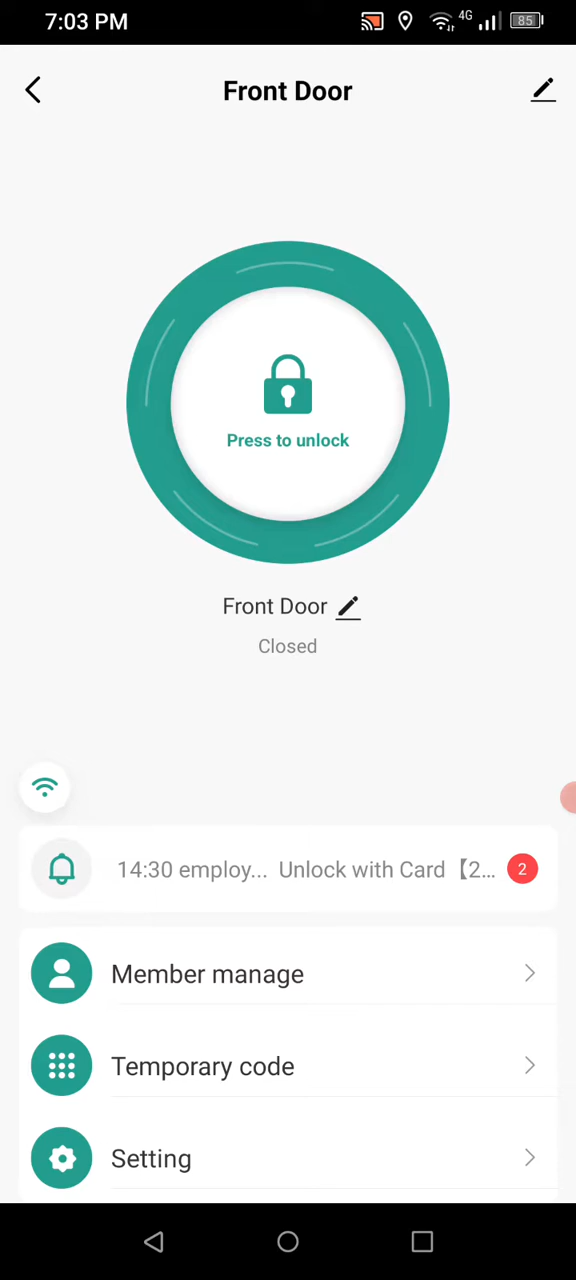 7:03 PM 4G 85
Front Door
Press to unlock
Front Door
Closed
14:30 employ... Unlock with Card【2... 2
Member manage
Temporary code
Setting